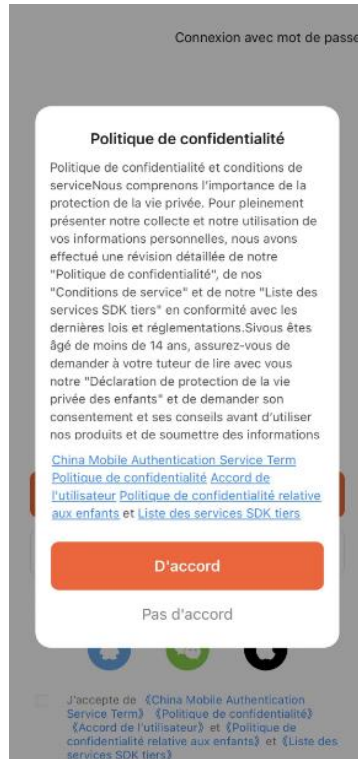 Connexion avec mot de passe
Politique de confidentialité
Politique de confidentialité et conditions de
serviceNous comprenons l'importance de la
protection de la vie privée. Pour pleinement
présenter notre collecte et notre utilisation de
vos informations personnelles, nous avons
effectué une révision détaillée de notre
"Politique de confidentialité", de nos
"Conditions de service" et de notre "Liste des
services SDK tiers" en conformité avec les
dernières lois et réglementations.Sivous êtes
âgé de moins de 14 ans, assurez-vous de
demander à votre tuteur de lire avec vous
notre "Déclaration de protection de la vie
privée des enfants" et de demander son
consentement et ses conseils avant d'utiliser
nos produits et de soumettre des informations
China Mobile Authentication Service Term
Politique de confidentialité Accord de
l'utilisateur Politique de confidentialité relative
aux enfants et Liste des services SDK tiers
D'accord
Pas d'accord
J'accepte de 《China Mobile Authentication
Service Term》 《Politique de confidentialité》
《Accord de l'utilisateur》 et 《Politique de
confidentialité relative aux enfants》 et 《Liste des
services SDK tiers》